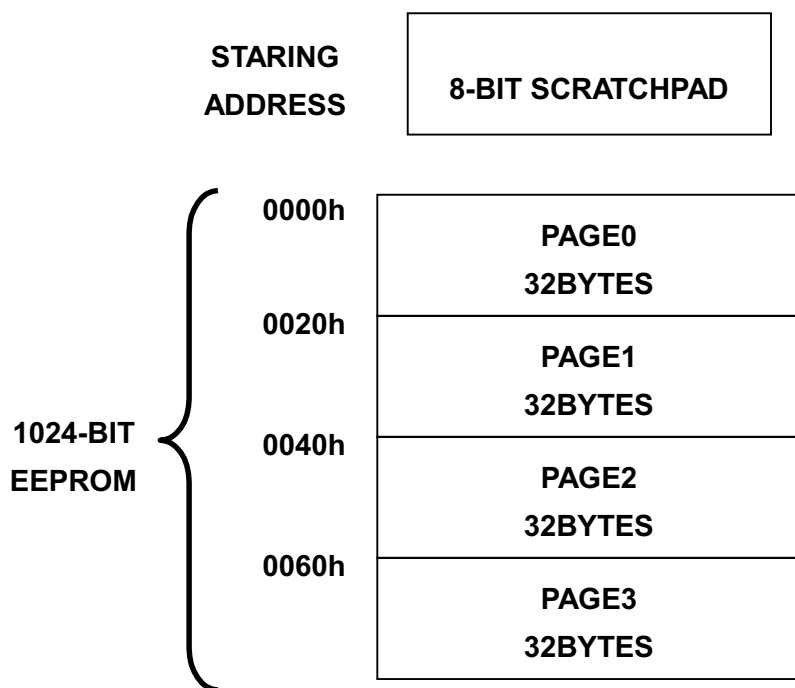 STARING
ADDRESS
8-BIT SCRATCHPAD
0000h
PAGE0
32BYTES
0020h
PAGE1
32BYTES
1024-BIT
EEPROM
0040h
PAGE2
32BYTES
0060h
PAGE3
32BYTES